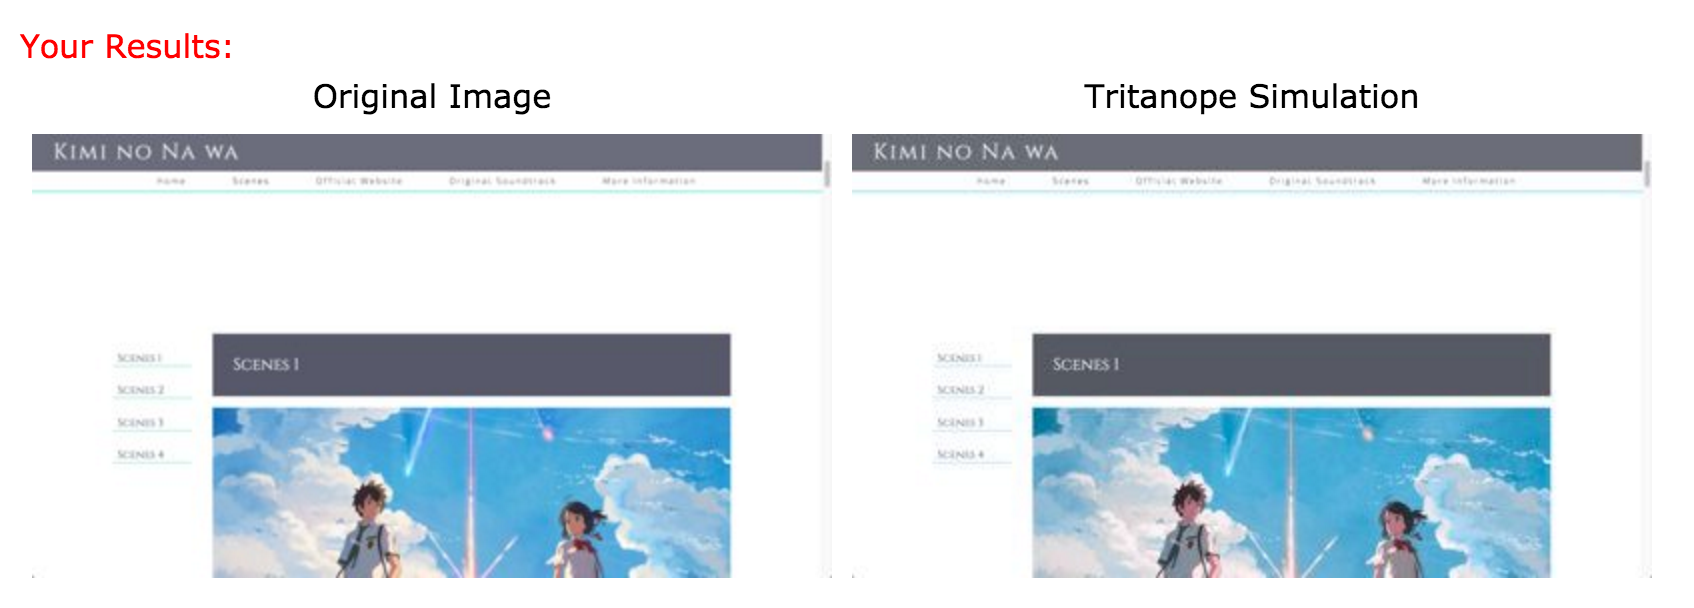 Your Results:
Original Image
Tritanope Simulation
Kimi no Na wa
Home Scenes Official Website Original Soundtrack More Information
Scenes 1
Scenes 2
Scenes 3
Scenes 4
Scenes 1
Kimi no Na wa
Home Scenes Official Website Original Soundtrack More Information
Scenes 1
Scenes 2
Scenes 3
Scenes 4
Scenes 1